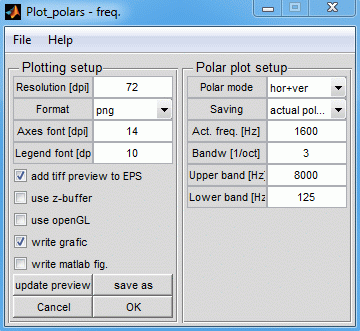 Plot_polars - freq.
File Help
Plotting setup
Resolution [dpi] 72
Format png
Axes font [dpi] 14
Legend font [dp 10
add tiff preview to EPS
use z-buffer
use openGL
write grafic
write matlab fig.
update preview save as
Cancel OK
Polar plot setup
Polar mode hor+ver
Saving actual pol...
Act. freq. [Hz] 1600
Bandw [1/oct] 3
Upper band [Hz 8000
Lower band [Hz 125